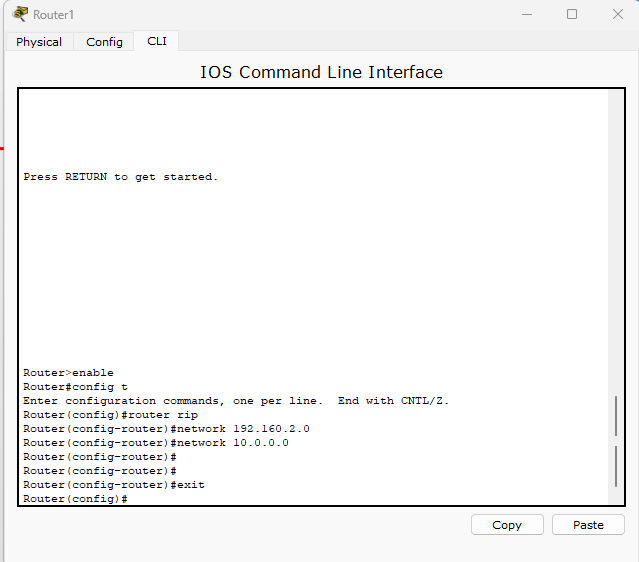 Router1
Physical Config CLI
IOS Command Line Interface
Press RETURN to get started.
Router>enable
Router#config t
Enter configuration commands, one per line.  End with CNTL/Z.
Router(config)#router rip
Router(config-router)#network 192.160.2.0
Router(config-router)#network 10.0.0.0
Router(config-router)#
Router(config-router)#
Router(config-router)#exit
Router(config)#
Copy Paste